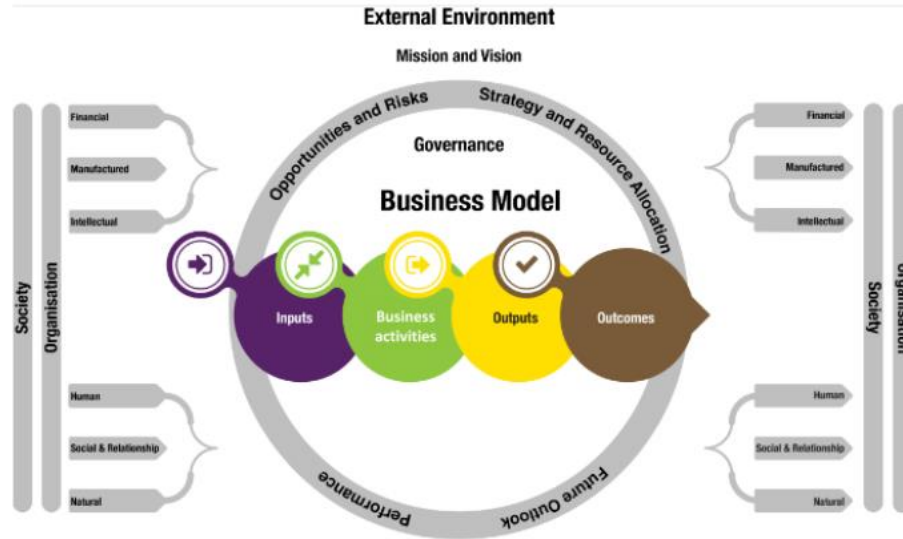 External Environment
Mission and Vision
Opportunities and Risks
Strategy and Resource Allocation
Governance
Business Model
Society
Organisation
Financial
Manufactured
Intellectual
Human
Social & Relationship
Natural
Inputs
Business
activities
Outputs
Outcomes
Financial
Manufactured
Intellectual
Human
Social & Relationship
Natural
Society
Organisation
Performance
Future Outlook